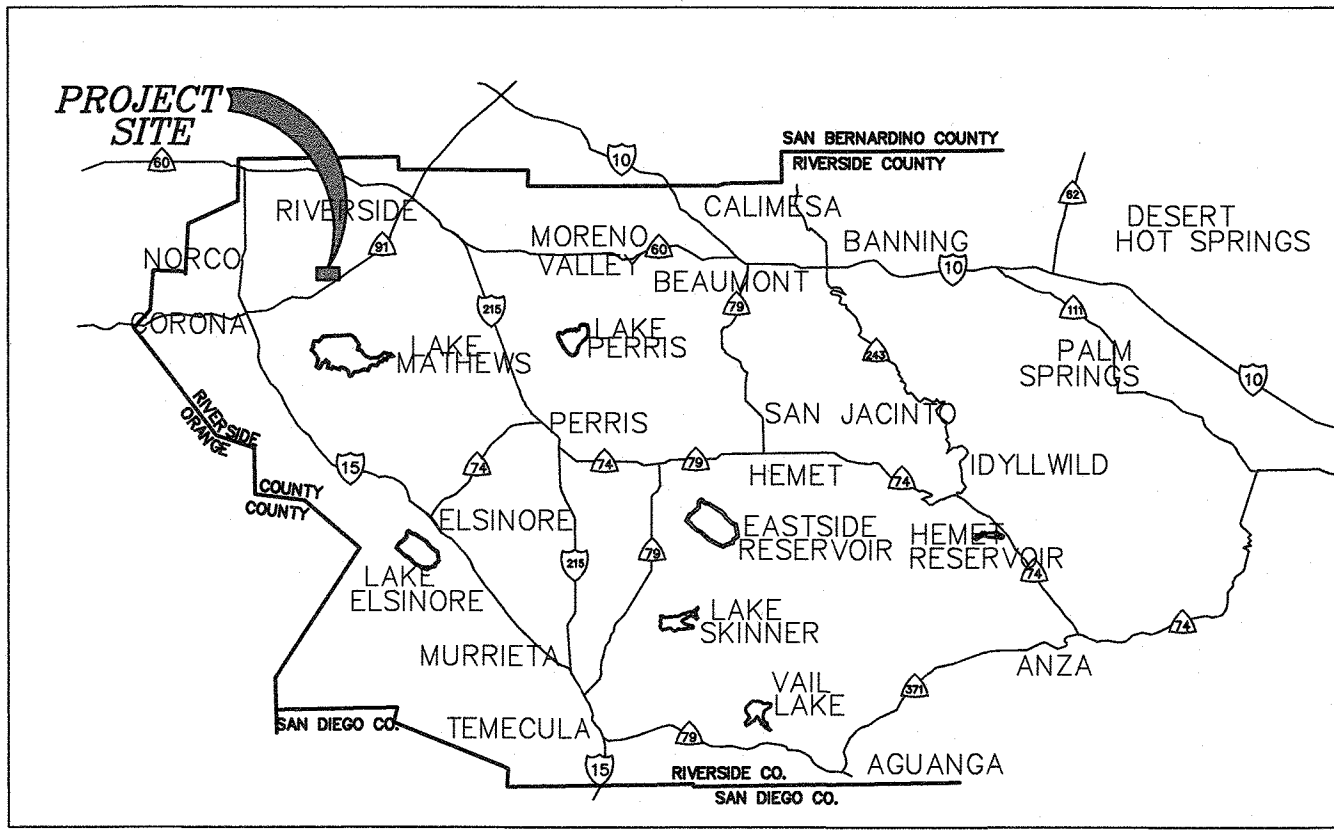 PROJECT
SITE
SAN BERNARDINO COUNTY
RIVERSIDE COUNTY
60
10
RIVERSIDE
CALIMESA
62
DESERT
HOT SPRINGS
NORCO
91
MORENO
VALLEY
60
BANNING
BEAUMONT
10
CORONA
215
79
111
LAKE
MATHEWS
LAKE
PERRIS
243
PALM
SPRINGS
10
RIVERSIDE
ORANGE
PERRIS
SAN JACINTO
15
74
74
79
HEMET
74
IDYLLWILD
COUNTY
COUNTY
ELSINORE
EASTSIDE
RESERVOIR
HEMET
RESERVOIR
79
215
74
LAKE
ELSINORE
LAKE
SKINNER
74
MURRIETA
ANZA
371
VAIL
LAKE
SAN DIEGO CO.
TEMECULA
79
15
AGUANGA
RIVERSIDE CO.
SAN DIEGO CO.